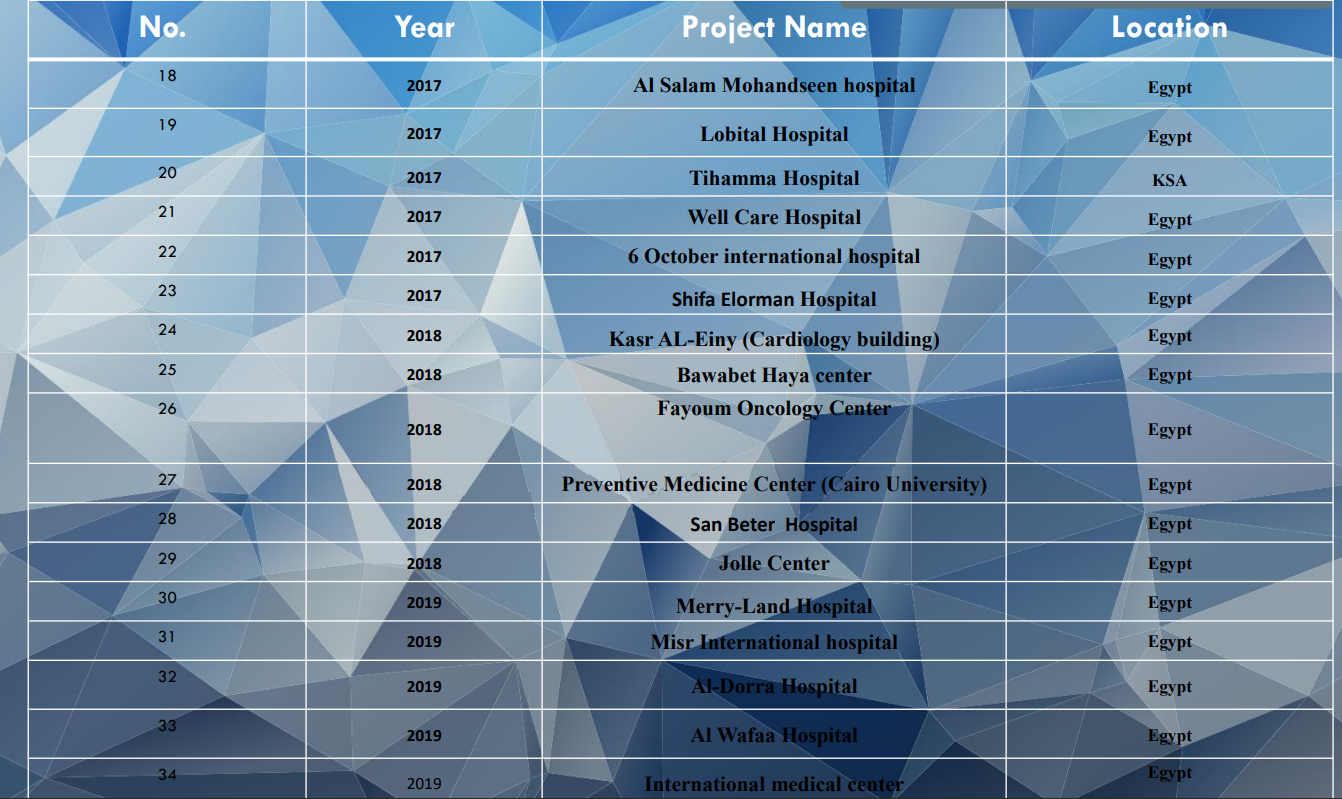 No. Year Project Name Location
18 2017 Al Salam Mohandseen hospital Egypt
19 2017 Lobital Hospital Egypt
20 2017 Tihamma Hospital KSA
21 2017 Well Care Hospital Egypt
22 2017 6 October international hospital Egypt
23 2017 Shifa Elorman Hospital Egypt
24 2018 Kasr AL-Einy (Cardiology building) Egypt
25 2018 Bawabet Haya center Egypt
26 2018 Fayoum Oncology Center Egypt
27 2018 Preventive Medicine Center (Cairo University) Egypt
28 2018 San Beter Hospital Egypt
29 2018 Jolle Center Egypt
30 2019 Merry-Land Hospital Egypt
31 2019 Misr International hospital Egypt
32 2019 Al-Dorra Hospital Egypt
33 2019 Al Wafaa Hospital Egypt
34 2019 International medical center Egypt